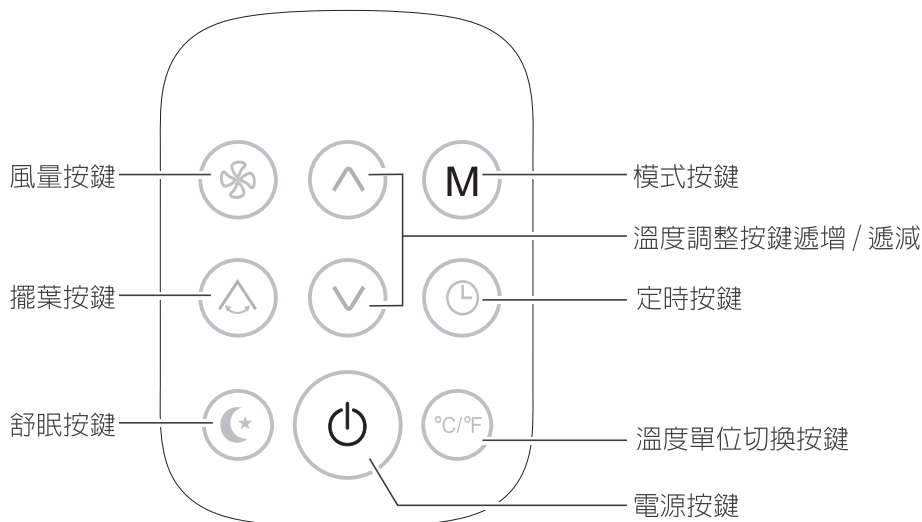 風量按鍵
M
模式按鍵
溫度調整按鍵遞增 / 遞減
擺葉按鍵
定時按鍵
舒眠按鍵
°C/°F
溫度單位切換按鍵
電源按鍵